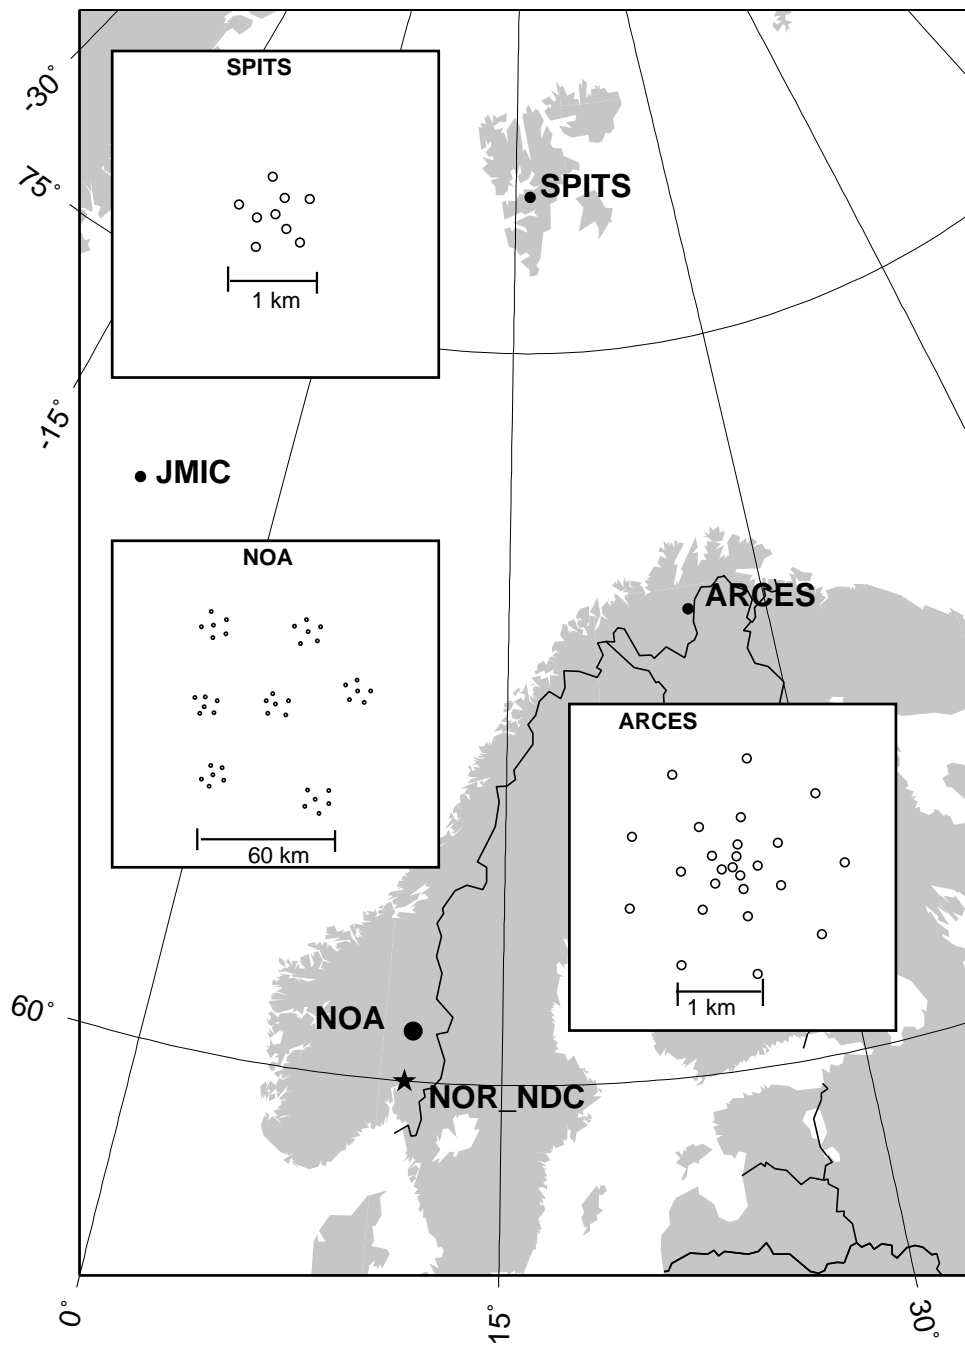 -30°
SPITS
75°
SPITS
1 km
-15°
JMIC
NOA
ARCES
ARCES
60 km
1 km
60°
NOA
NOR_NDC
0°
15°
30°